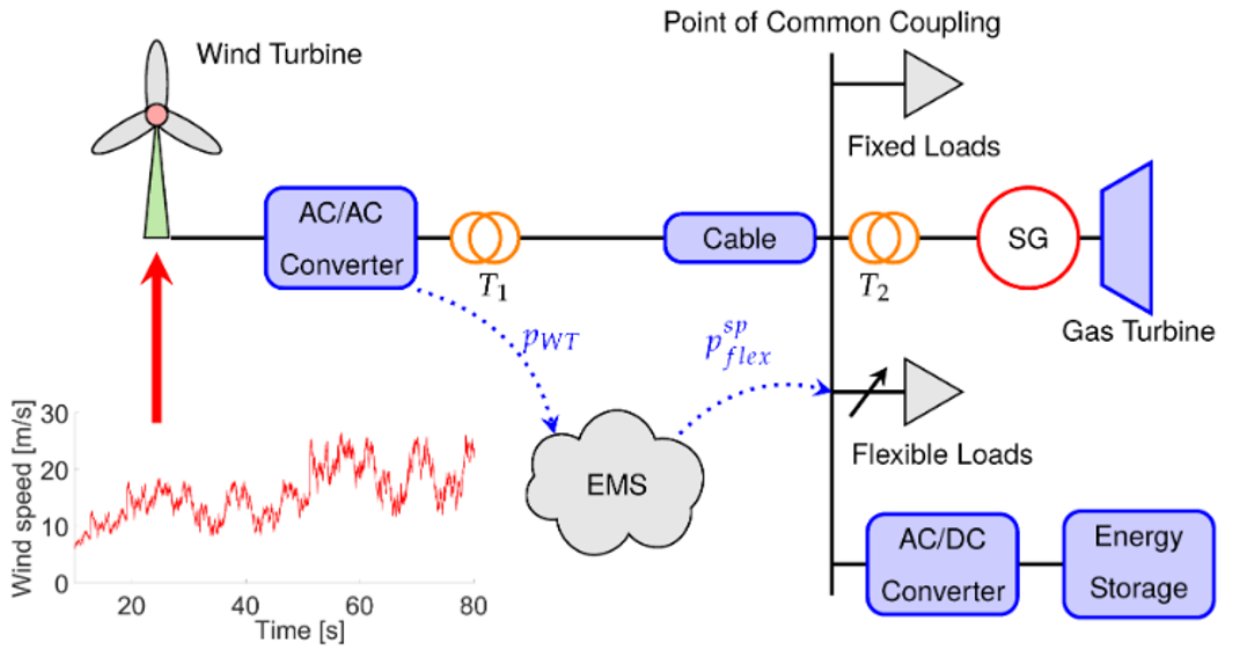 Point of Common Coupling
Wind Turbine
Fixed Loads
AC/AC
Converter
T₁
Cable
T₂
SG
Gas Turbine
p_WT
p^sp_flex
EMS
Flexible Loads
AC/DC
Converter
Energy
Storage
Wind speed [m/s]
30
20
10
0
20 40 60 80
Time [s]